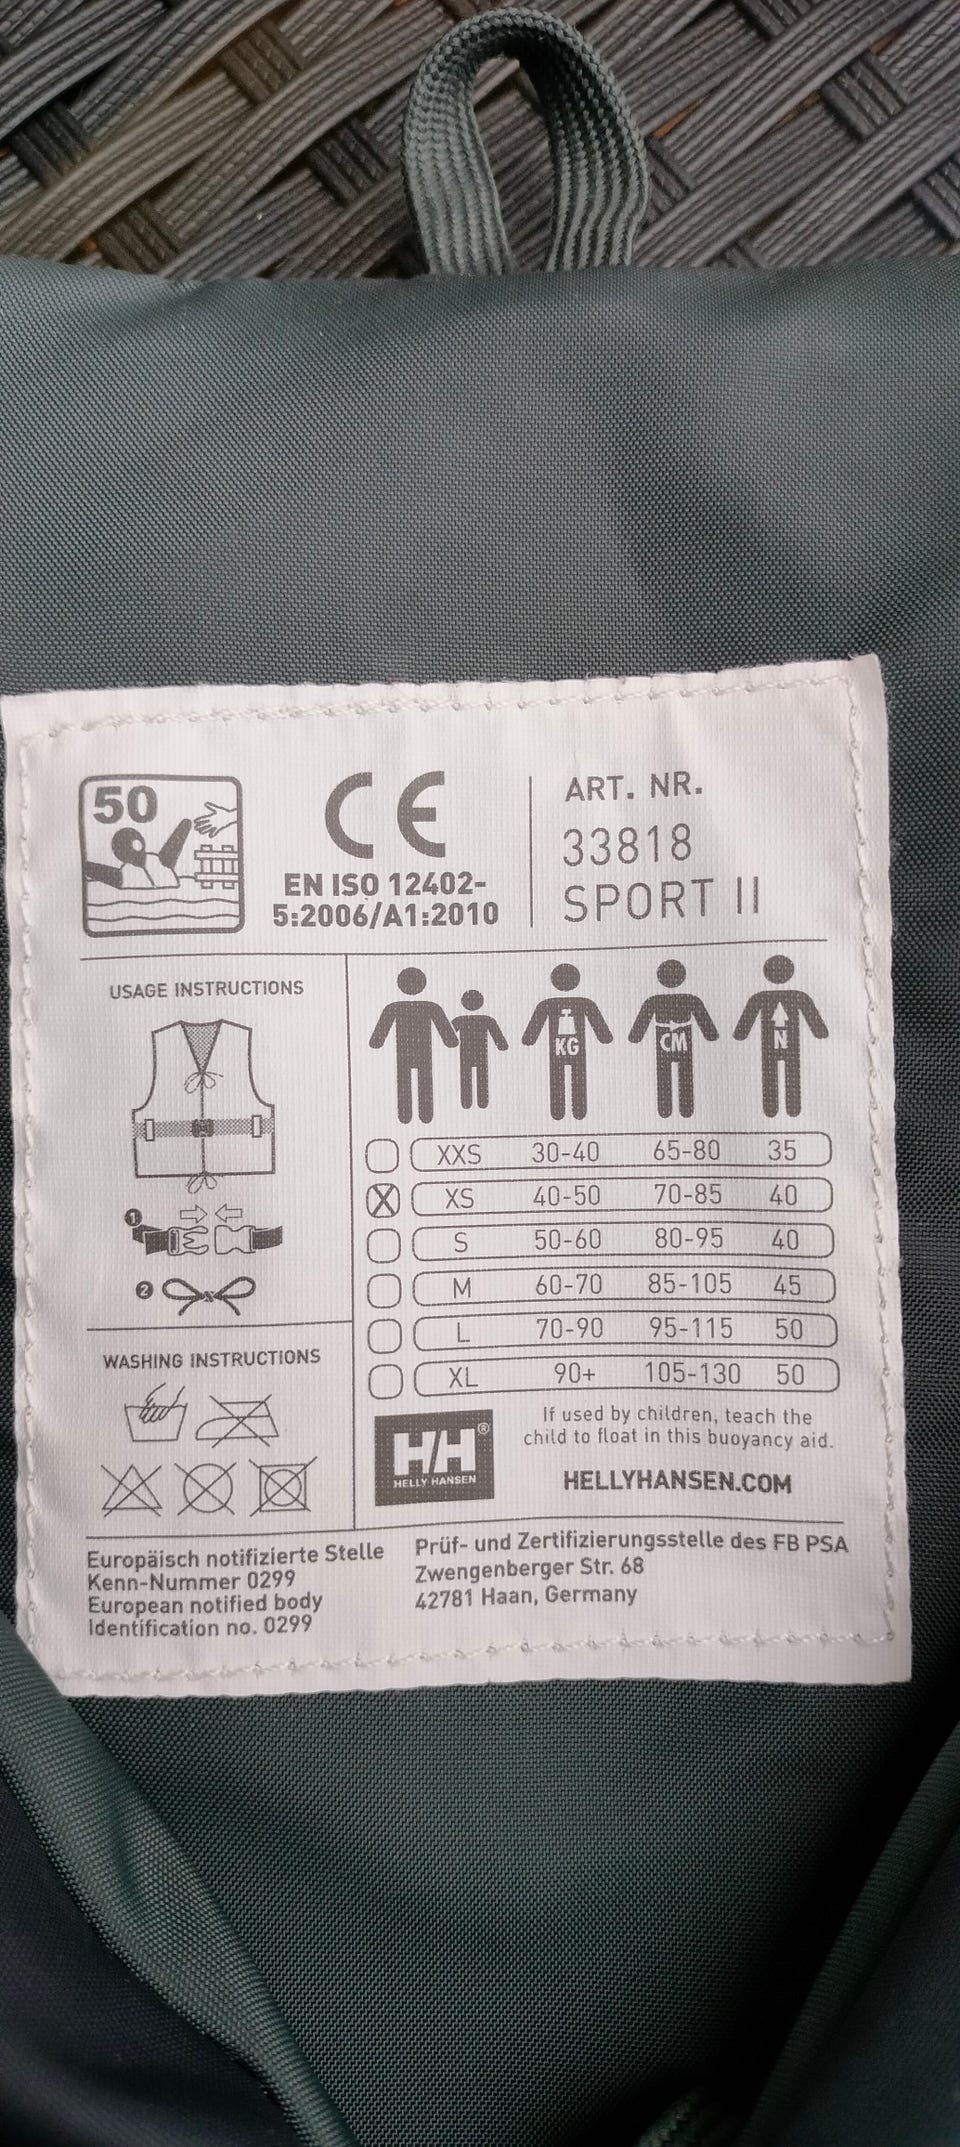 50
CE
EN ISO 12402-
5:2006/A1:2010
ART. NR.
33818
SPORT II
USAGE INSTRUCTIONS
1
2
WASHING INSTRUCTIONS
KG CM N
XXS 30-40 65-80 35
X XS 40-50 70-85 40
S 50-60 80-95 40
M 60-70 85-105 45
L 70-90 95-115 50
XL 90+ 105-130 50
HH®
HELLY HANSEN
If used by children, teach the
child to float in this buoyancy aid.
HELLYHANSEN.COM
Europäisch notifizierte Stelle
Kenn-Nummer 0299
European notified body
Identification no. 0299
Prüf- und Zertifizierungsstelle des FB PSA
Zwengenberger Str. 68
42781 Haan, Germany